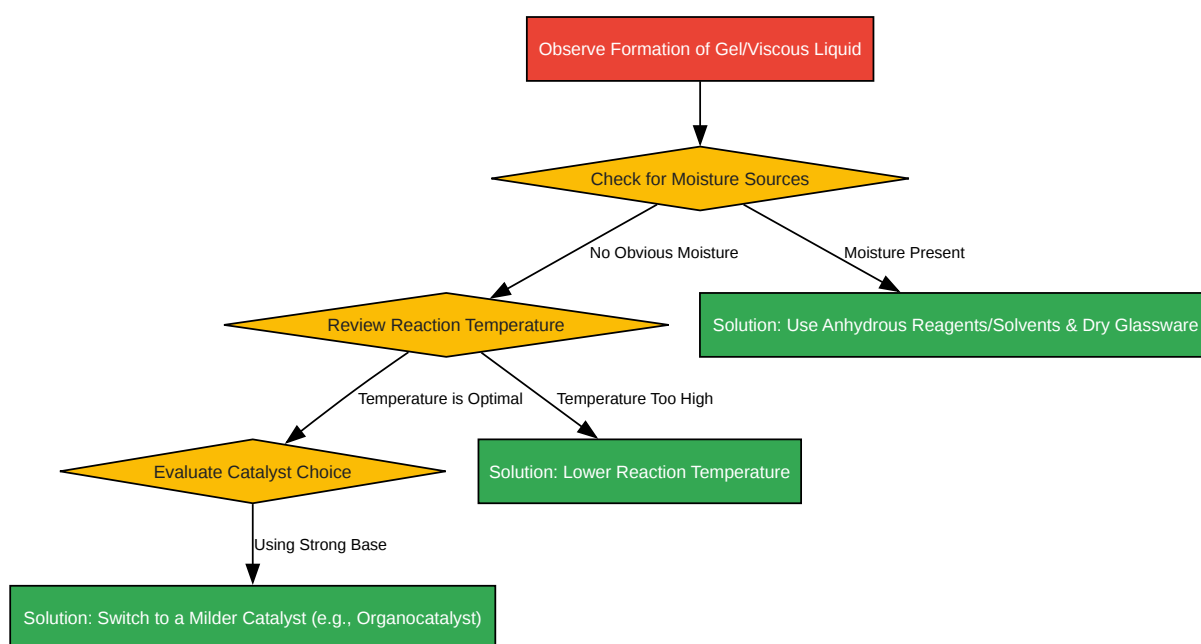 Observe Formation of Gel/Viscous Liquid
Check for Moisture Sources
No Obvious Moisture
Moisture Present
Review Reaction Temperature
Solution: Use Anhydrous Reagents/Solvents & Dry Glassware
Temperature is Optimal
Temperature Too High
Evaluate Catalyst Choice
Solution: Lower Reaction Temperature
Using Strong Base
Solution: Switch to a Milder Catalyst (e.g., Organocatalyst)